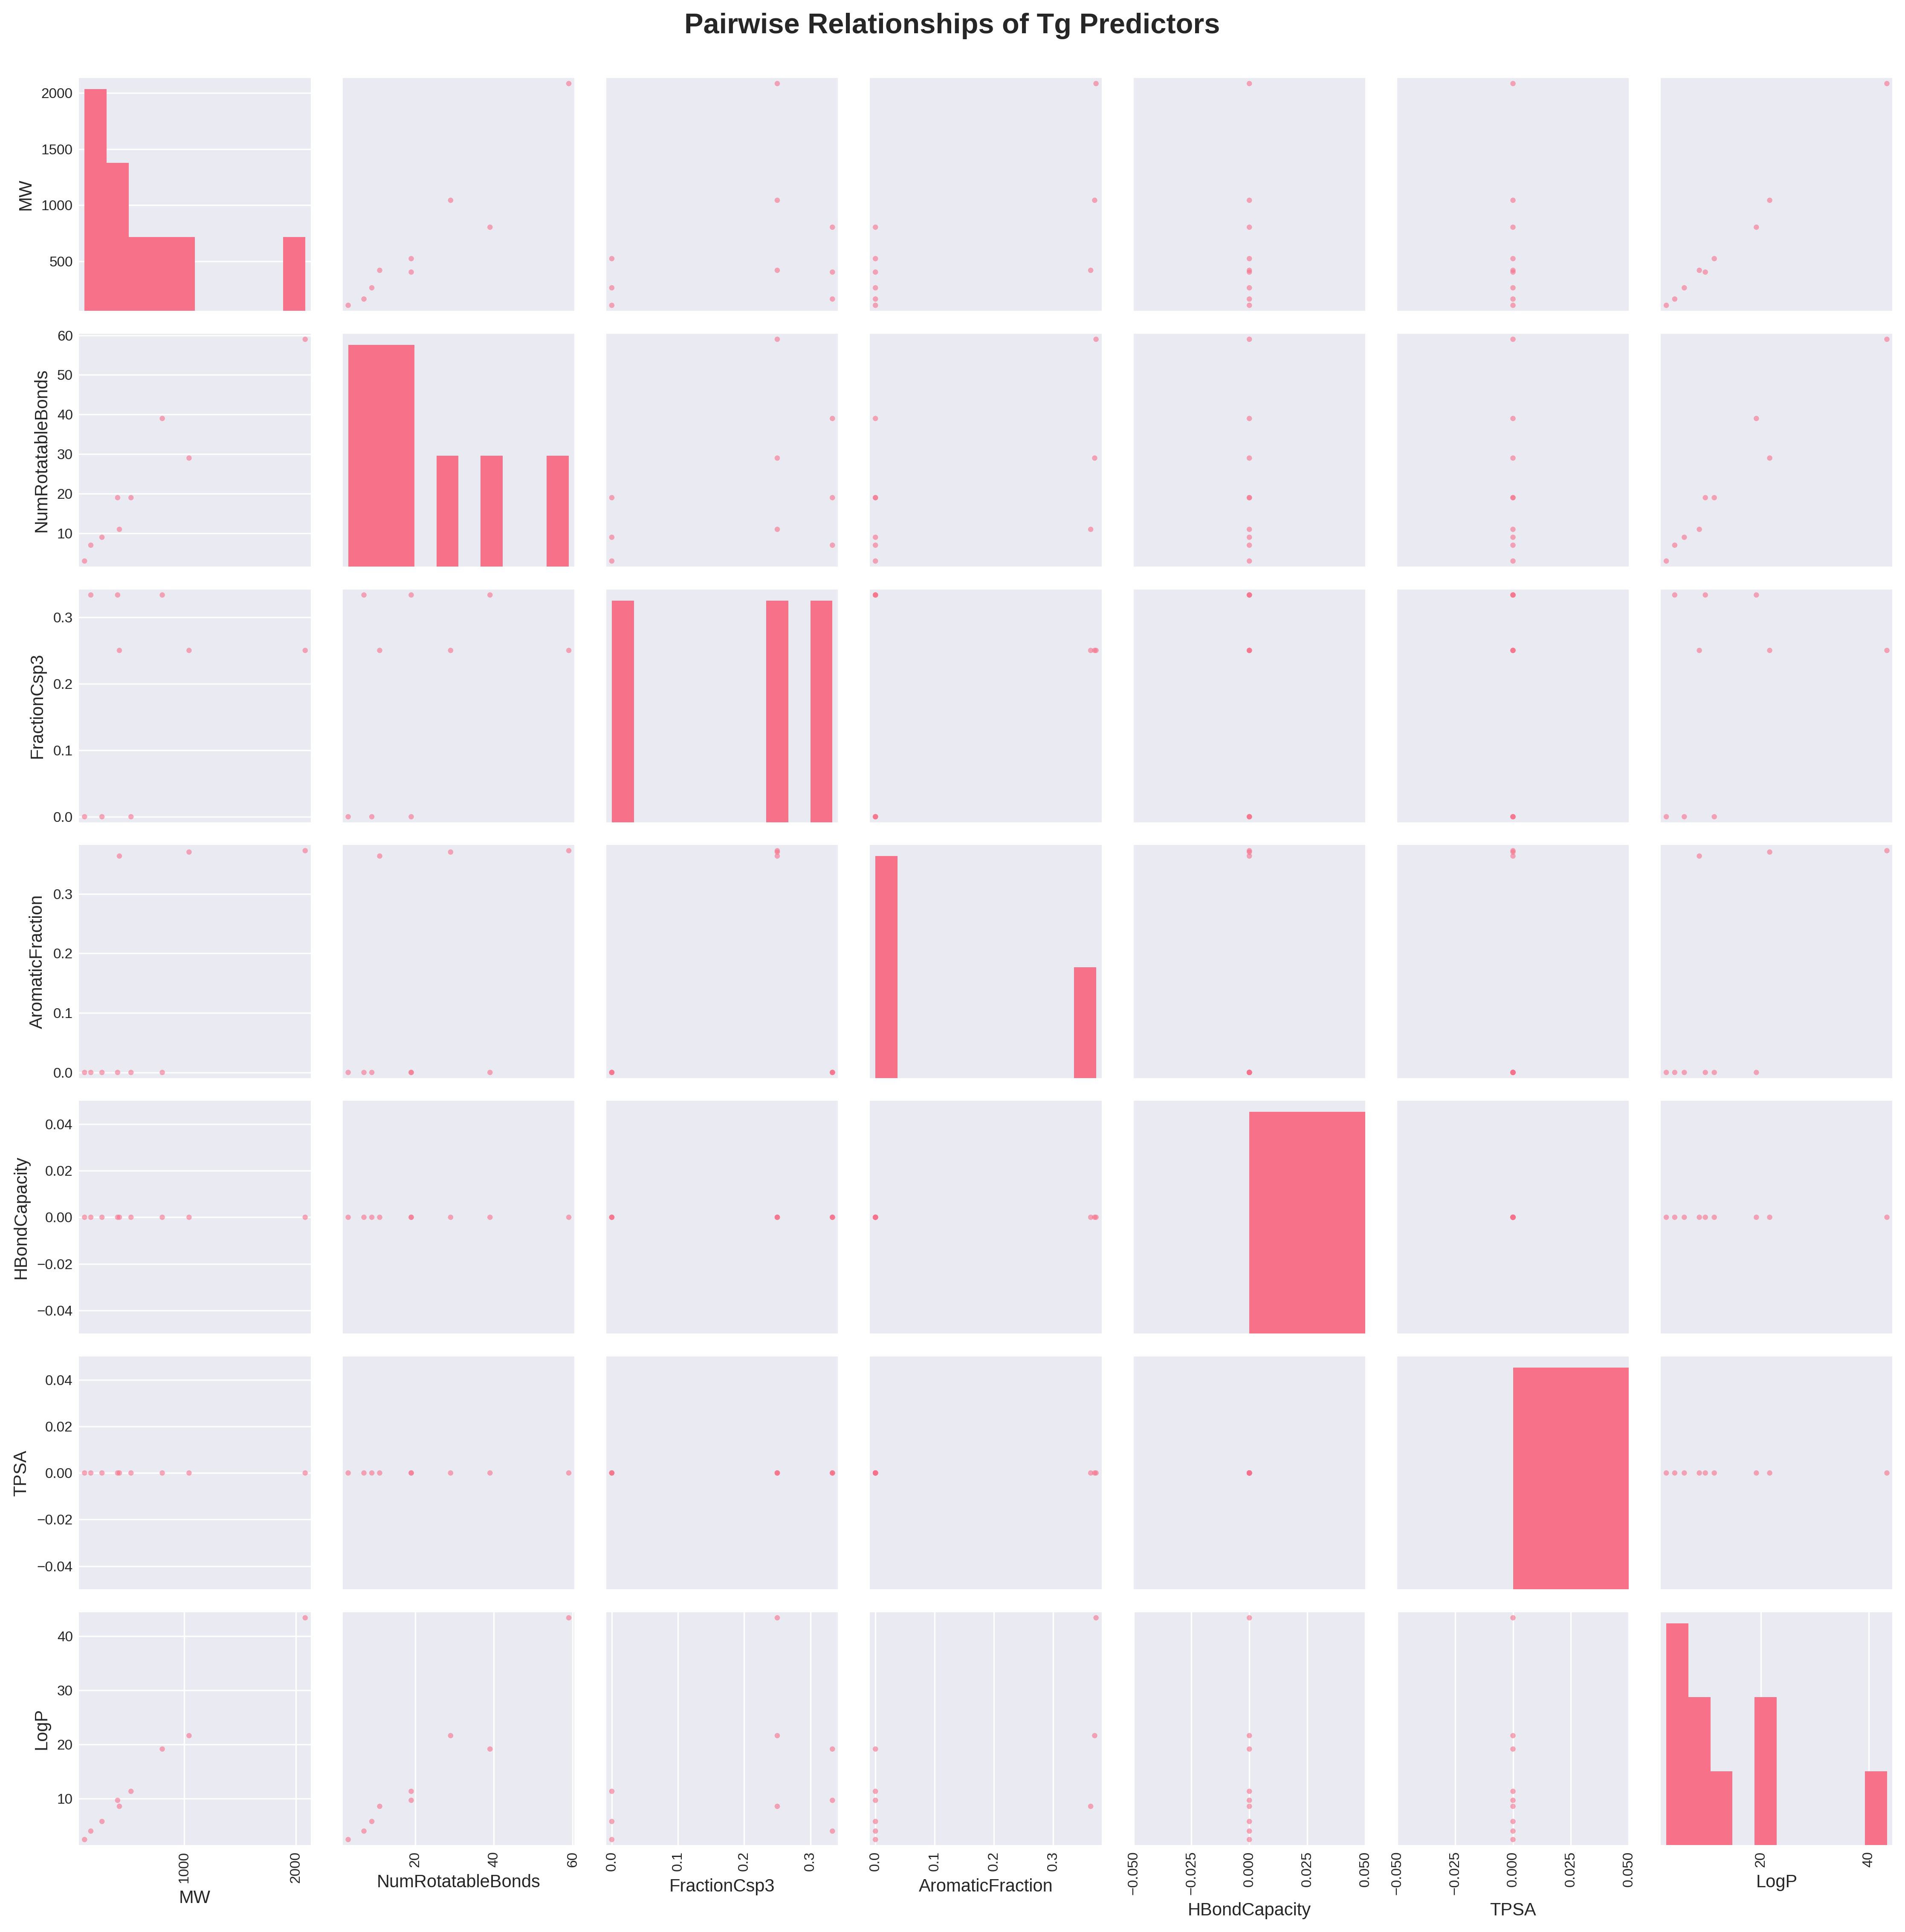 Pairwise Relationships of Tg Predictors
2000
1500
1000
500
MW
60
50
40
30
20
10
NumRotatableBonds
0.3
0.2
0.1
0.0
FractionCsp3
0.3
0.2
0.1
0.0
AromaticFraction
0.04
0.02
0.00
−0.02
−0.04
HBondCapacity
0.04
0.02
0.00
−0.02
−0.04
TPSA
40
30
20
10
LogP
1000 2000
MW
20 40 60
NumRotatableBonds
0.0 0.1 0.2 0.3
FractionCsp3
0.0 0.1 0.2 0.3
AromaticFraction
−0.050 −0.025 0.000 0.025 0.050
HBondCapacity
−0.050 −0.025 0.000 0.025 0.050
TPSA
20 40
LogP